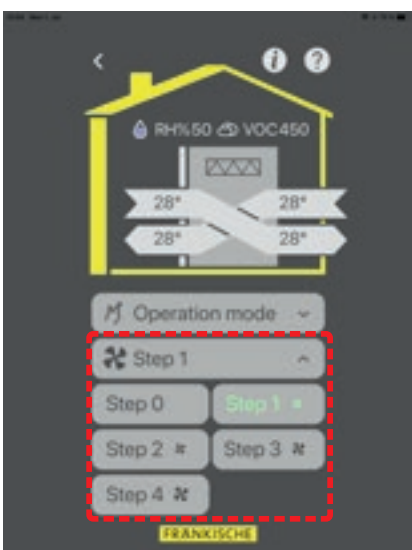 RH%50 VOC450
28° 28°
28° 28°
Operation mode
Step 1
Step 0 Step 1
Step 2 Step 3
Step 4
FRÄNKISCHE